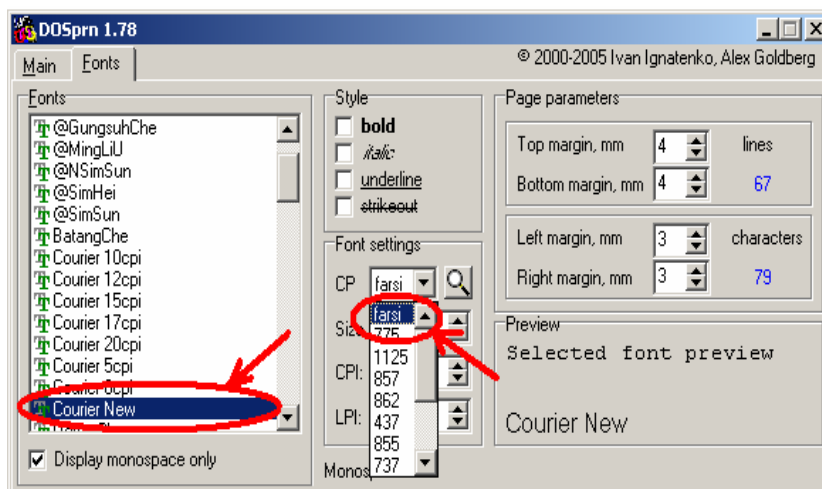 DOSprn 1.78
Main
Fonts
© 2000-2005 Ivan Ignatenko, Alex Goldberg
Fonts
@GungsuhChe
@MingLiU
@NSimSun
@SimHei
@SimSun
BatangChe
Courier 10cpi
Courier 12cpi
Courier 15cpi
Courier 17cpi
Courier 20cpi
Courier 5cpi
Courier 6cpi
Courier New
Display monospace only
Style
bold
italic
underline
strikeout
Font settings
CP farsi
farsi
775
1125
857
862
437
855
737
CPI:
LPI:
Page parameters
Top margin, mm 4 lines
Bottom margin, mm 4 67
Left margin, mm 3 characters
Right margin, mm 3 79
Preview
Selected font preview
Courier New